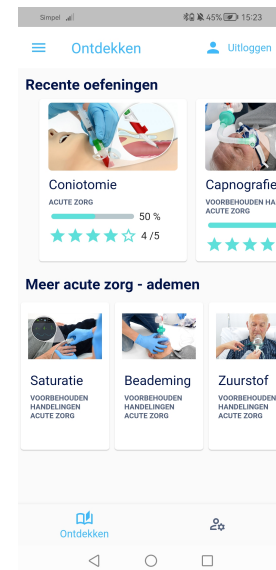 Simpel 45% 15:23
Ontdekken Uitloggen
Recente oefeningen
Coniotomie
ACUTE ZORG
50 %
4 /5
Capnografie
VOORBEHOUDEN HA
ACUTE ZORG
Meer acute zorg - ademen
Saturatie
VOORBEHOUDEN
HANDELINGEN
ACUTE ZORG
Beademing
VOORBEHOUDEN
HANDELINGEN
ACUTE ZORG
Zuurstof
VOORBEHOUDEN
HANDELINGEN
ACUTE ZORG
Ontdekken